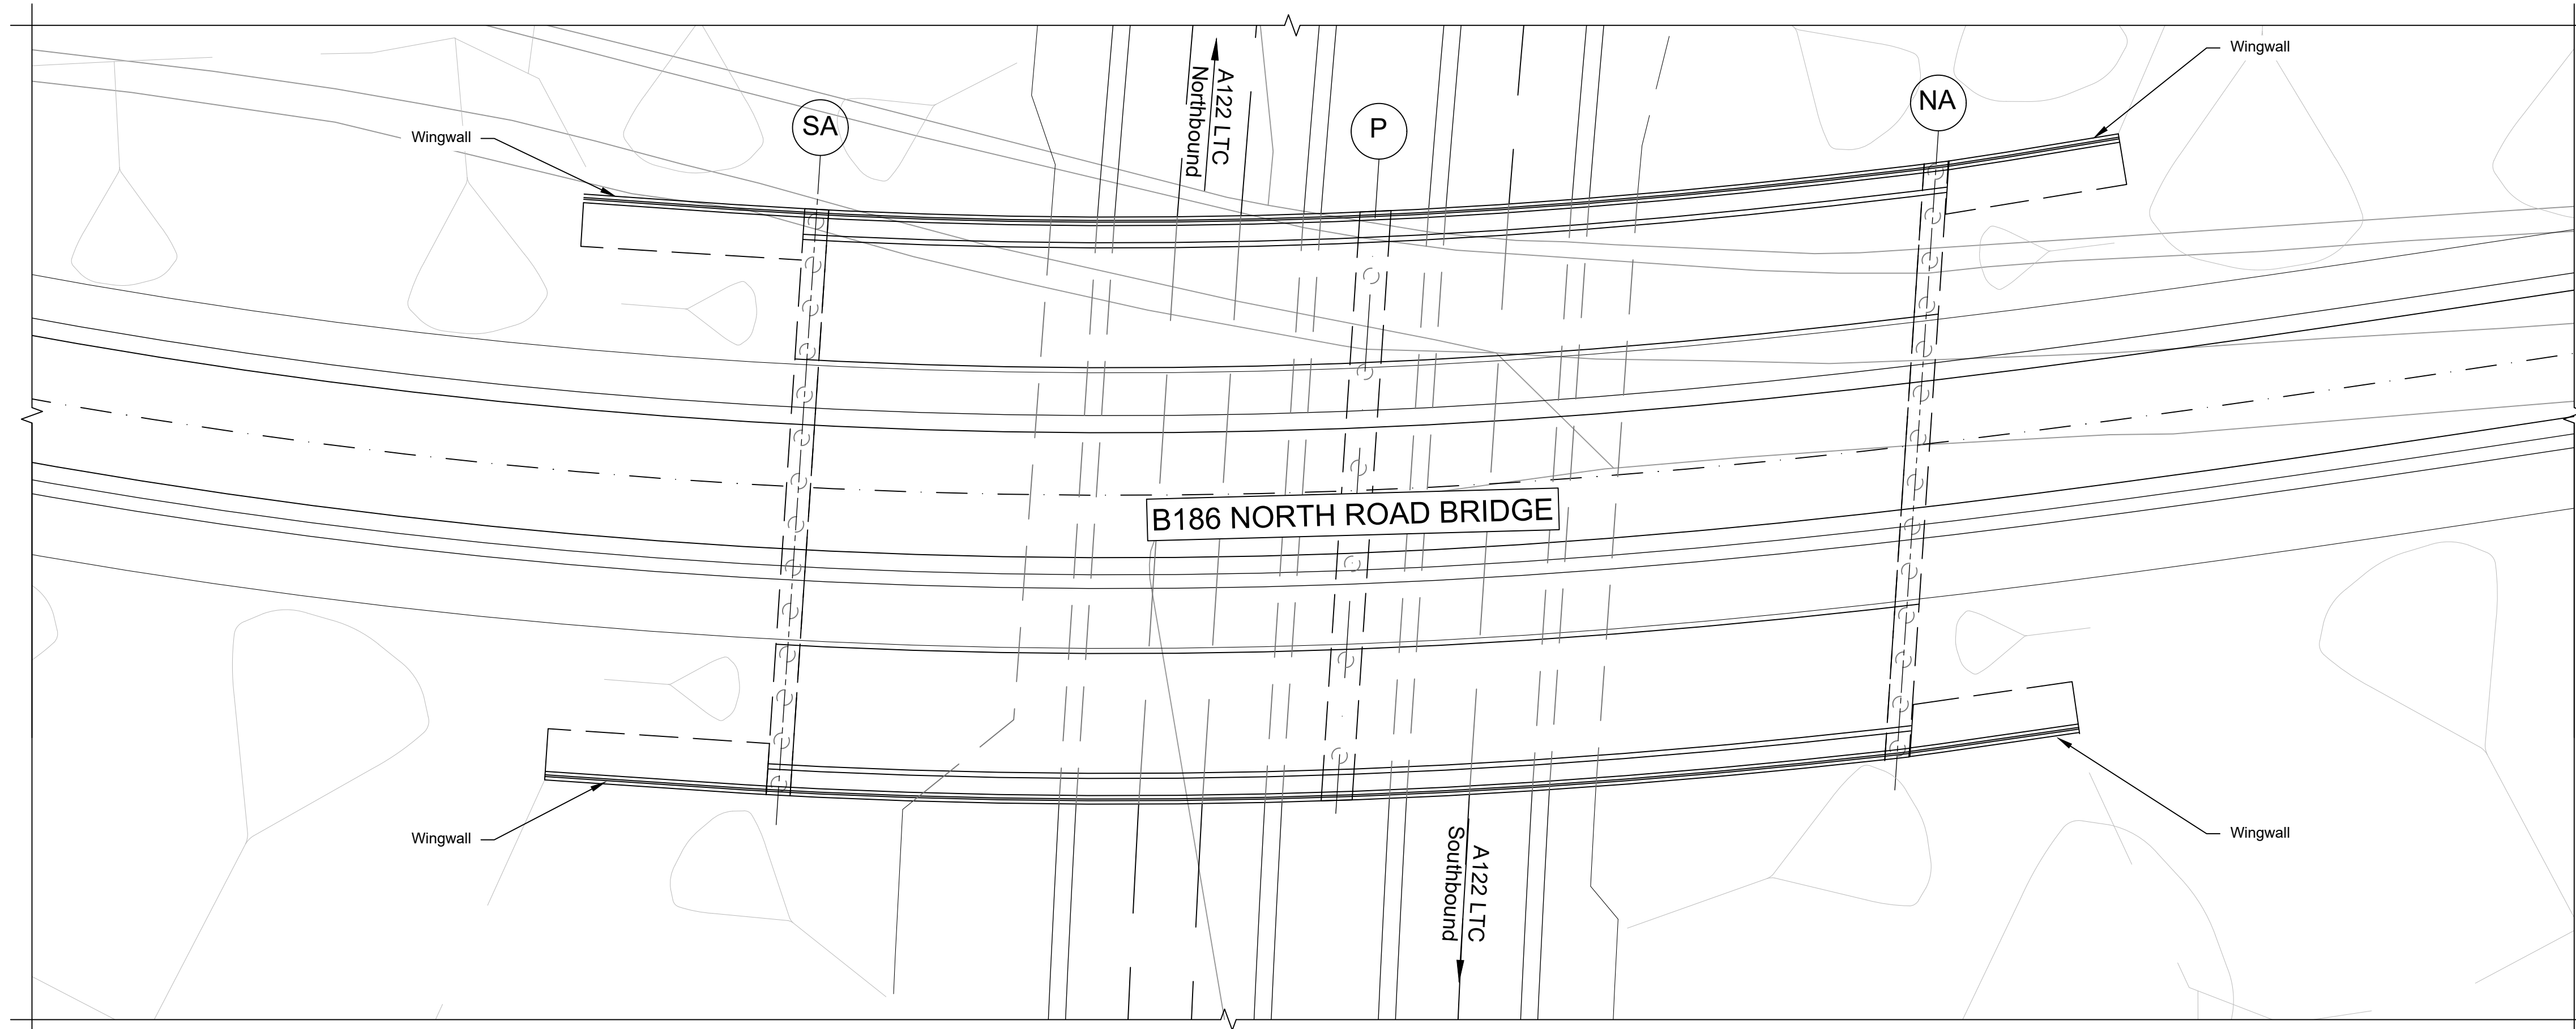 Wingwall
A122 LTC
Northbound
NA
SA
P
Wingwall
B186 NORTH ROAD BRIDGE
A122 LTC
Southbound
Wingwall
Wingwall